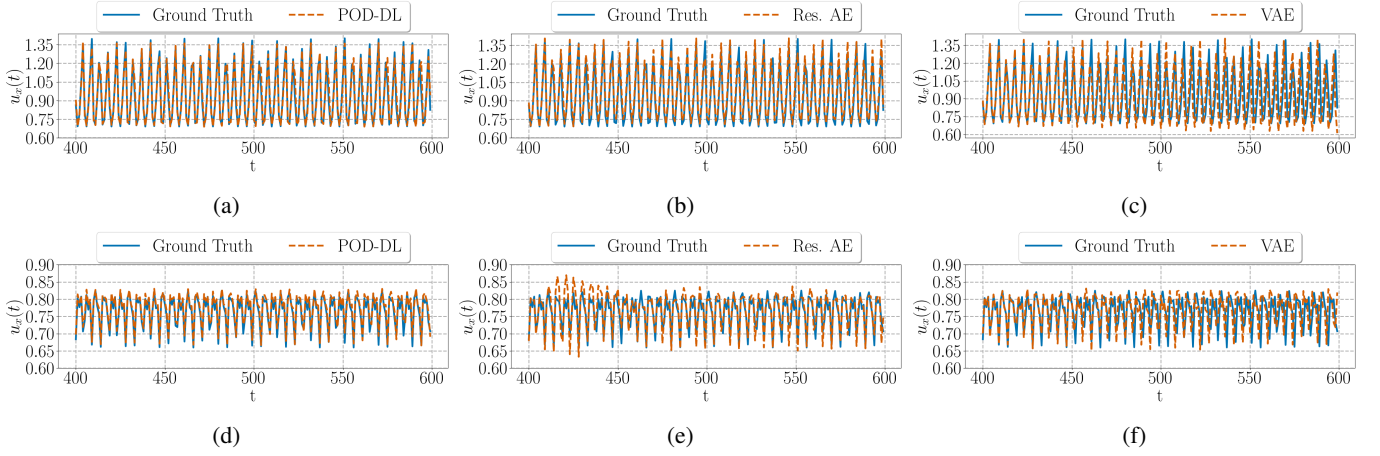 Ground Truth POD-DL
1.35
1.20
1.05
0.90
0.75
0.60
u_x(t)
400 450 500 550 600
t
(a)
Ground Truth Res. AE
1.35
1.20
1.05
0.90
0.75
0.60
u_x(t)
400 450 500 550 600
t
(b)
Ground Truth VAE
1.35
1.20
1.05
0.90
0.75
0.60
u_x(t)
400 450 500 550 600
t
(c)
Ground Truth POD-DL
0.90
0.85
0.80
0.75
0.70
0.65
0.60
u_x(t)
400 450 500 550 600
t
(d)
Ground Truth Res. AE
0.90
0.85
0.80
0.75
0.70
0.65
0.60
u_x(t)
400 450 500 550 600
t
(e)
Ground Truth VAE
0.90
0.85
0.80
0.75
0.70
0.65
0.60
u_x(t)
400 450 500 550 600
t
(f)